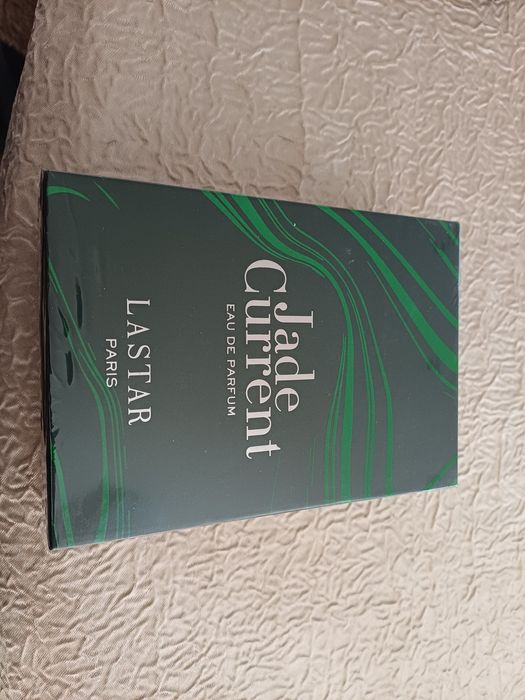 Jade
Current
EAU DE PARFUM
LASTAR
PARIS